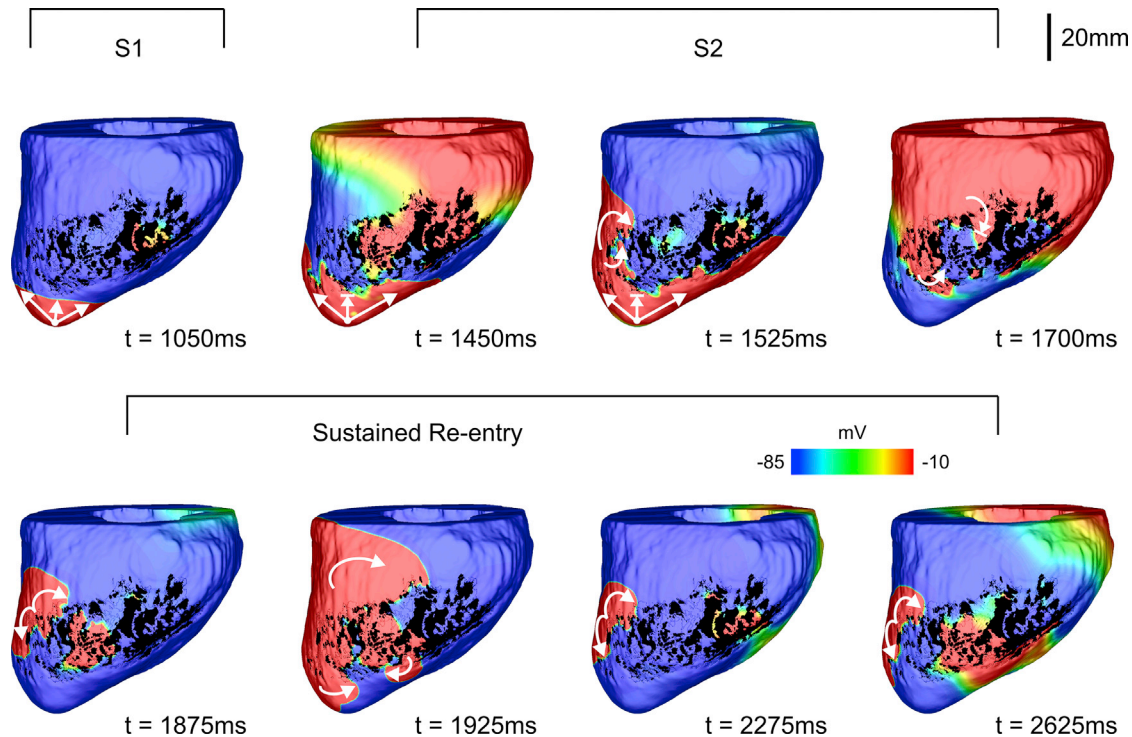 S1
S2
20mm
t = 1050ms
t = 1450ms
t = 1525ms
t = 1700ms
Sustained Re-entry
mV
-85
-10
t = 1875ms
t = 1925ms
t = 2275ms
t = 2625ms